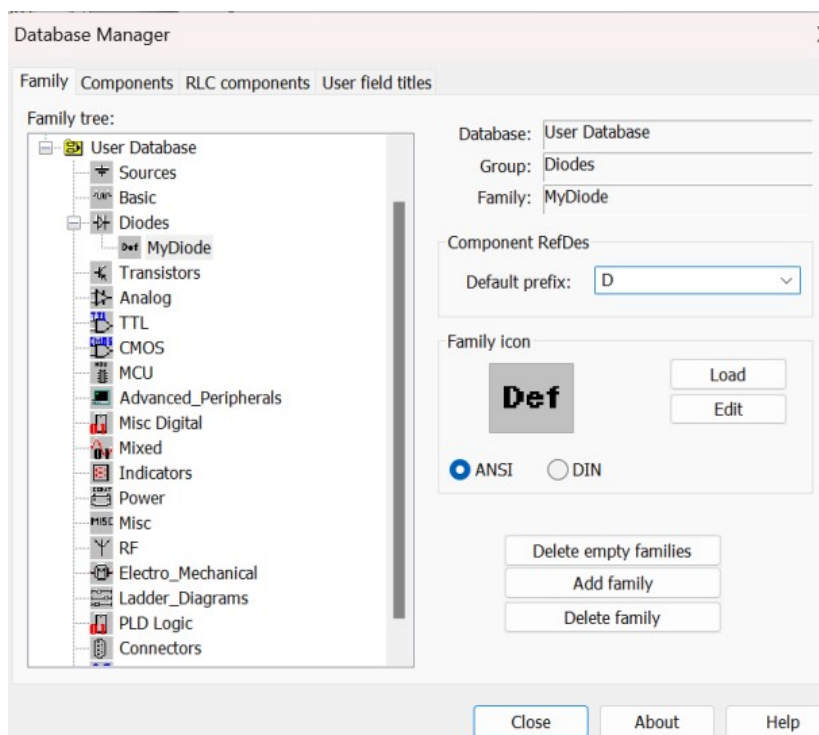 Database Manager
Family Components RLC components User field titles
Family tree:
User Database
Sources
Basic
Diodes
Def MyDiode
Transistors
Analog
TTL
CMOS
MCU
Advanced_Peripherals
Misc Digital
Mixed
Indicators
Power
MISC Misc
RF
Electro_Mechanical
Ladder_Diagrams
PLD Logic
Connectors
Database: User Database
Group: Diodes
Family: MyDiode
Component RefDes
Default prefix: D
Family icon
Def
Load
Edit
ANSI DIN
Delete empty families
Add family
Delete family
Close About Help